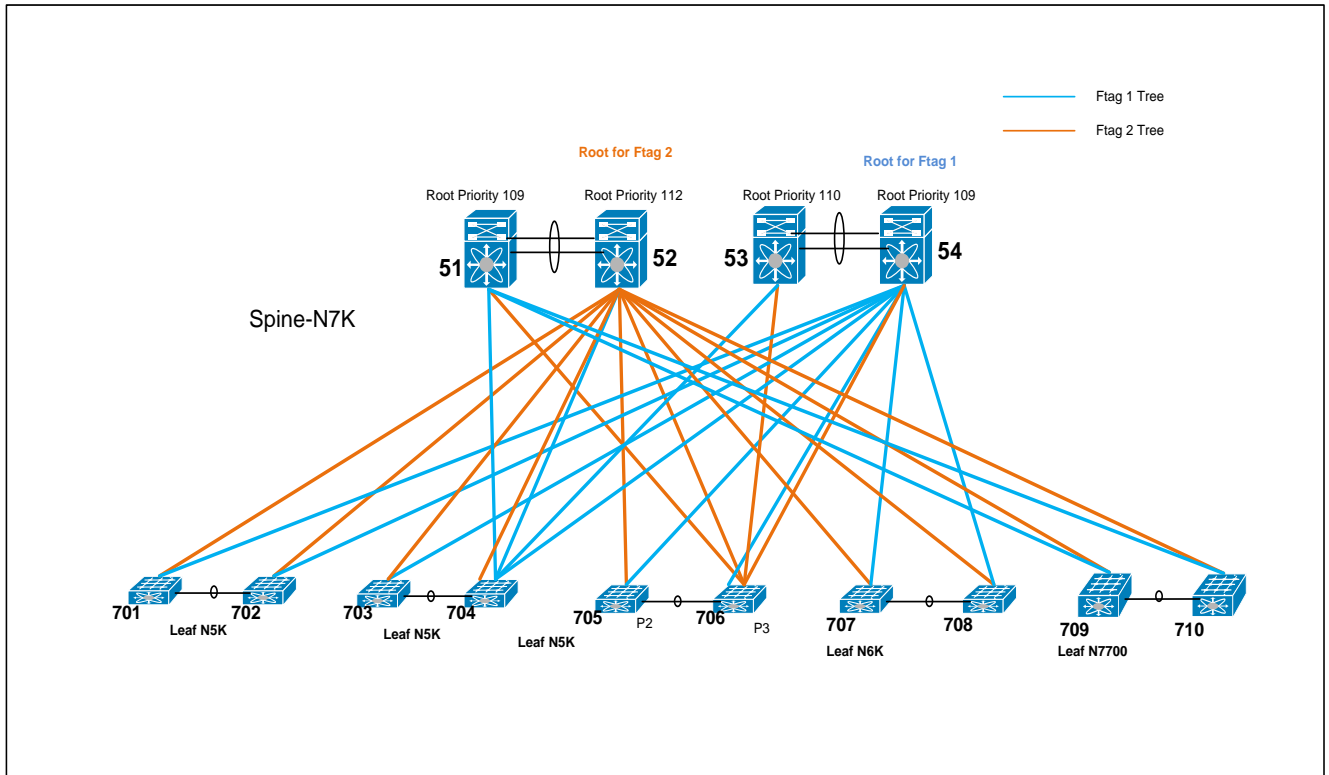 Ftag 1 Tree
Ftag 2 Tree
Root for Ftag 2
Root for Ftag 1
Root Priority 109
Root Priority 112
Root Priority 110
Root Priority 109
51
52
53
54
Spine-N7K
701
702
703
704
705
P2
706
P3
707
708
709
710
Leaf N5K
Leaf N5K
Leaf N5K
Leaf N6K
Leaf N7700